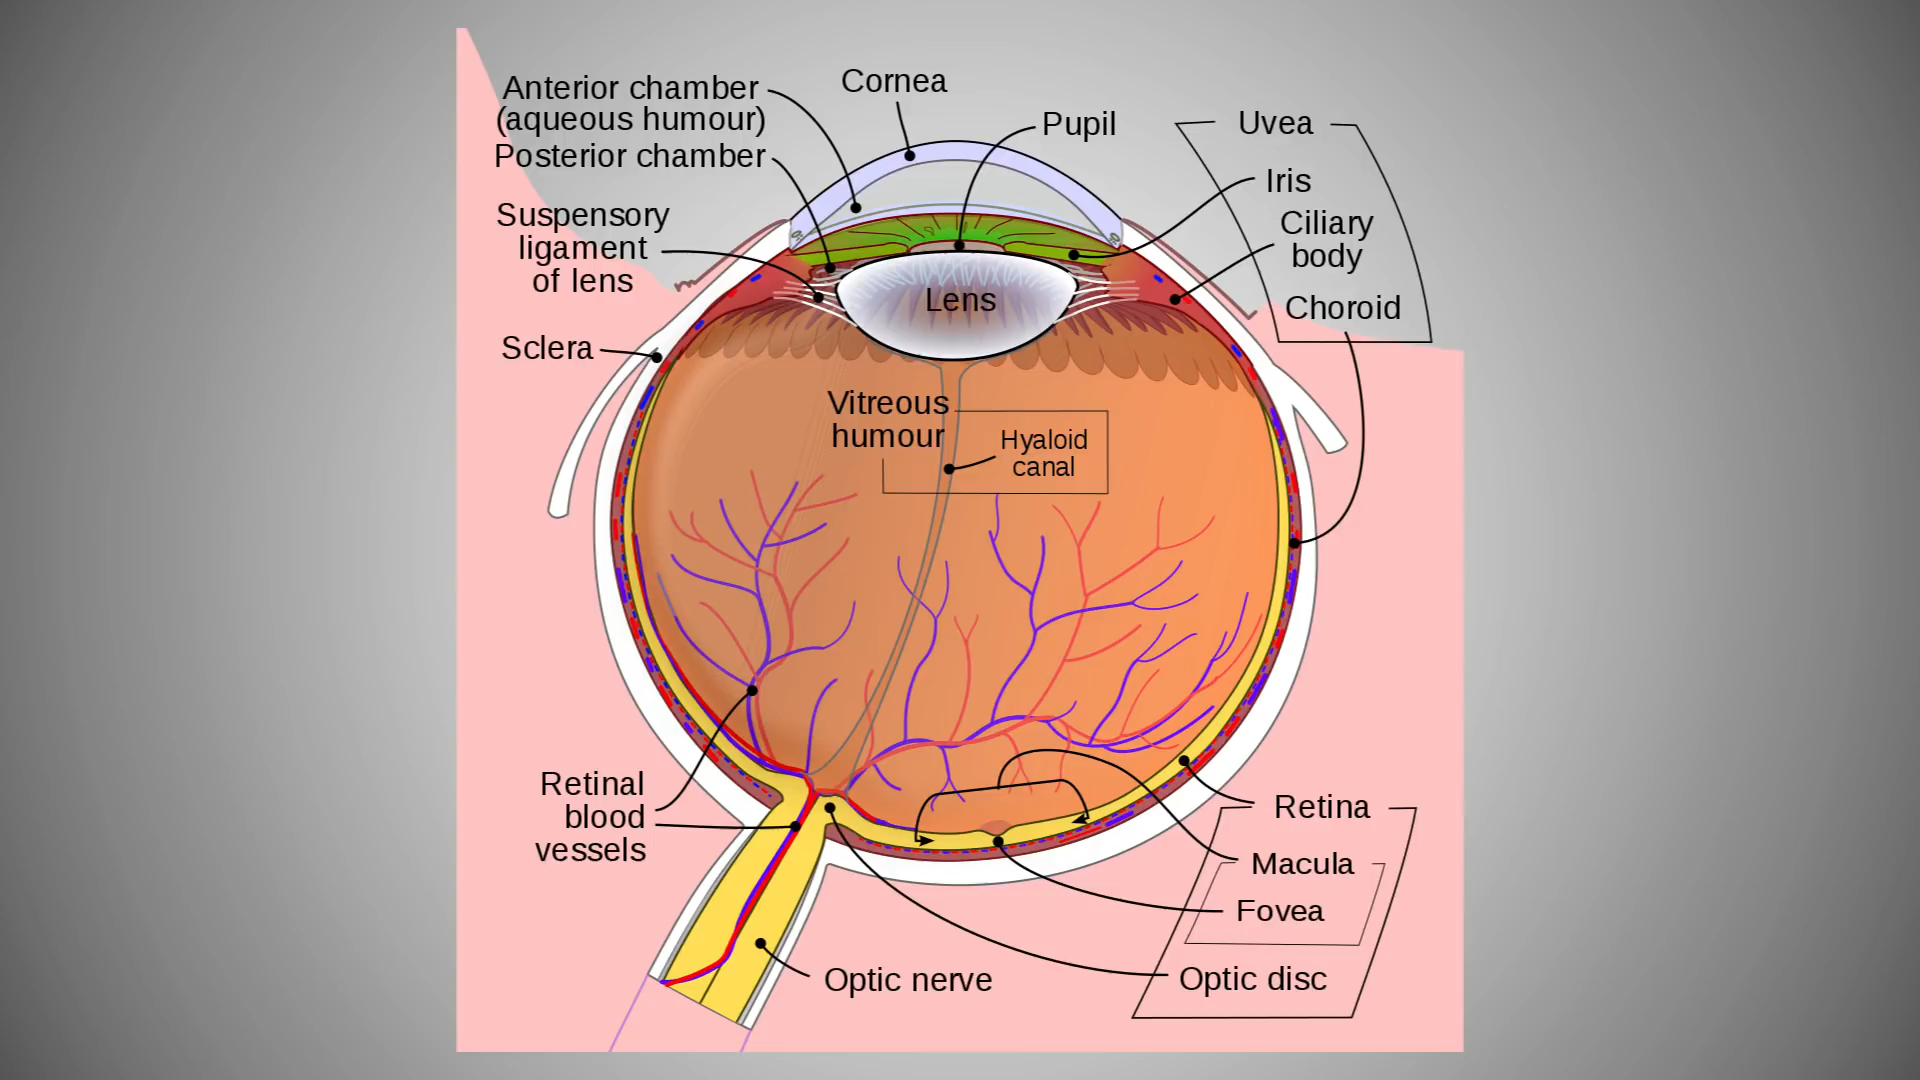 Anterior chamber
(aqueous humour)
Posterior chamber
Suspensory
ligament
of lens
Sclera
Cornea
Pupil
Uvea
Iris
Ciliary
body
Choroid
Lens
Vitreous
humour
Hyaloid
canal
Retinal
blood
vessels
Optic nerve
Retina
Macula
Fovea
Optic disc